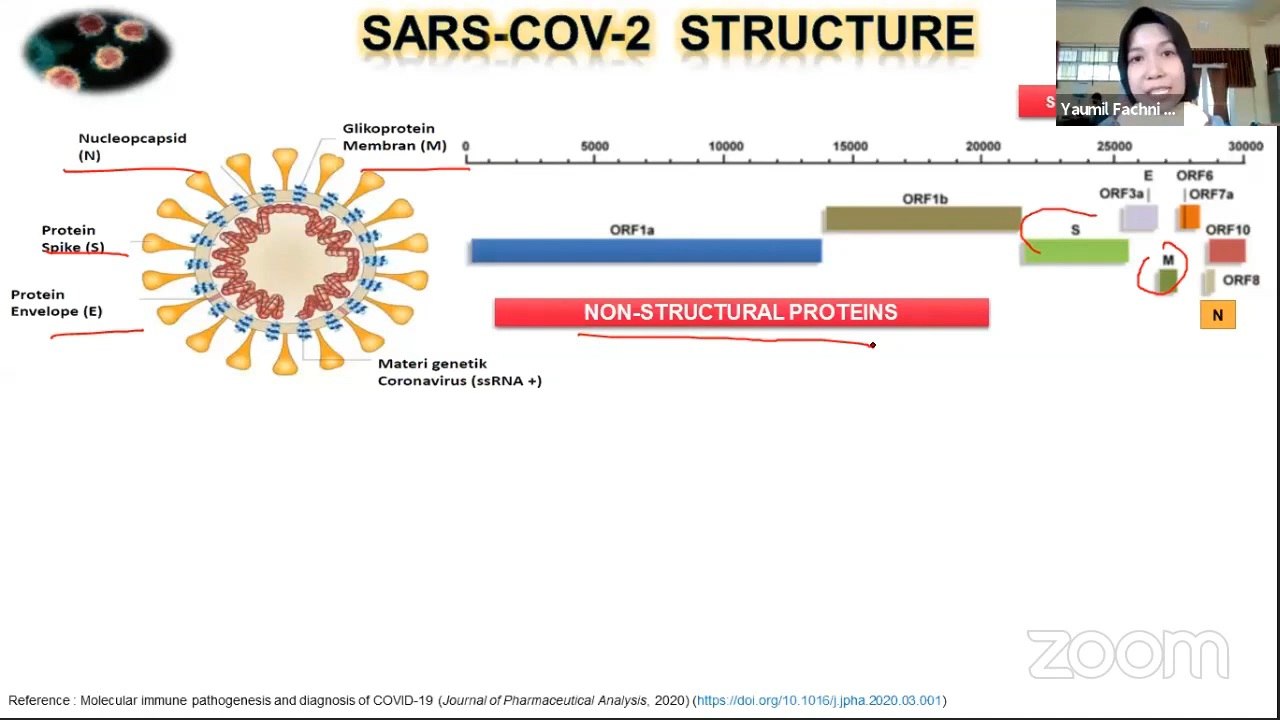 SARS-COV-2 STRUCTURE
S
Yaumil Fachni ...
Nucleopcapsid
(N)
Glikoprotein
Membran (M)
Protein
Spike (S)
Protein
Envelope (E)
Materi genetik
Coronavirus (ssRNA +)
0 5000 10000 15000 20000 25000 30000
E ORF6
ORF3a ORF7a
ORF1b
ORF1a S ORF10
M
ORF8
NON-STRUCTURAL PROTEINS N
zoom
Reference : Molecular immune pathogenesis and diagnosis of COVID-19 (Journal of Pharmaceutical Analysis, 2020) (https://doi.org/10.1016/j.jpha.2020.03.001)